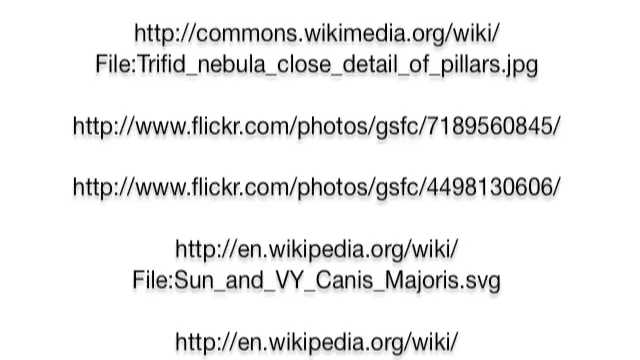 http://commons.wikimedia.org/wiki/
File:Trifid_nebula_close_detail_of_pillars.jpg
http://www.flickr.com/photos/gsfc/7189560845/
http://www.flickr.com/photos/gsfc/4498130606/
http://en.wikipedia.org/wiki/
File:Sun_and_VY_Canis_Majoris.svg
http://en.wikipedia.org/wiki/